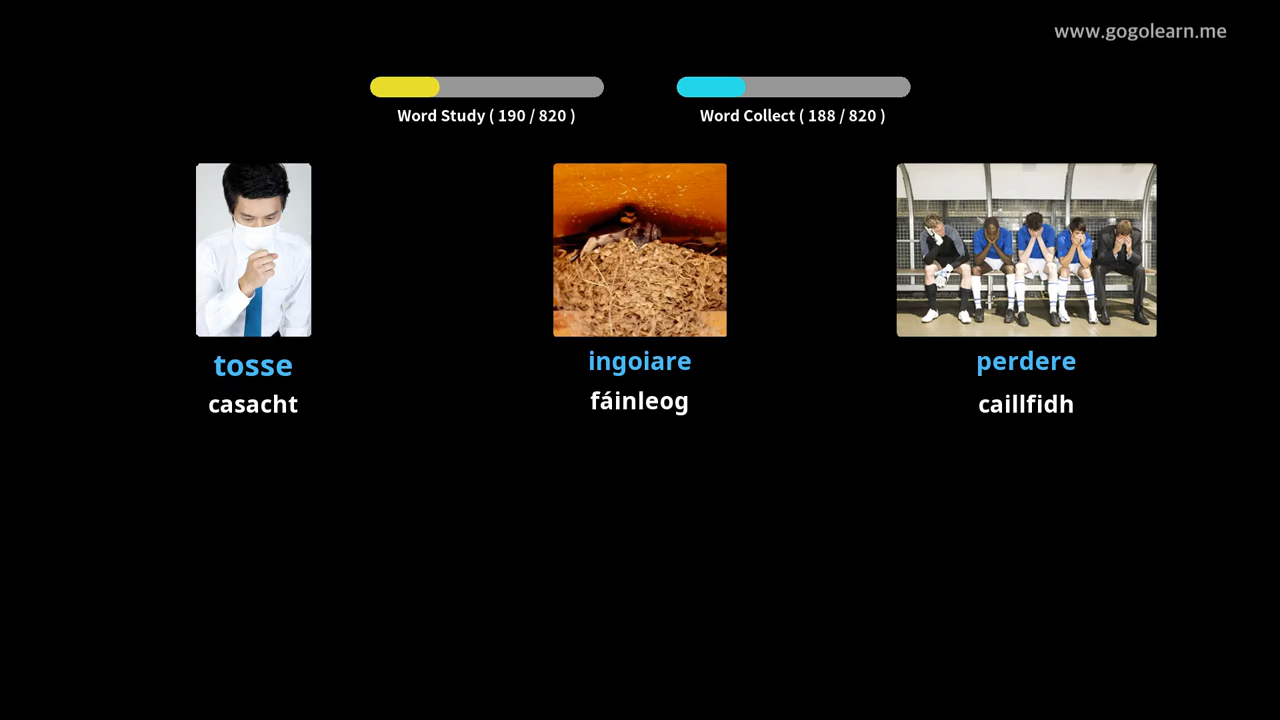 www.gogolearn.me
Word Study ( 190 / 820 )
Word Collect ( 188 / 820 )
tosse
casacht
ingoiare
fáinleog
perdere
caillfidh